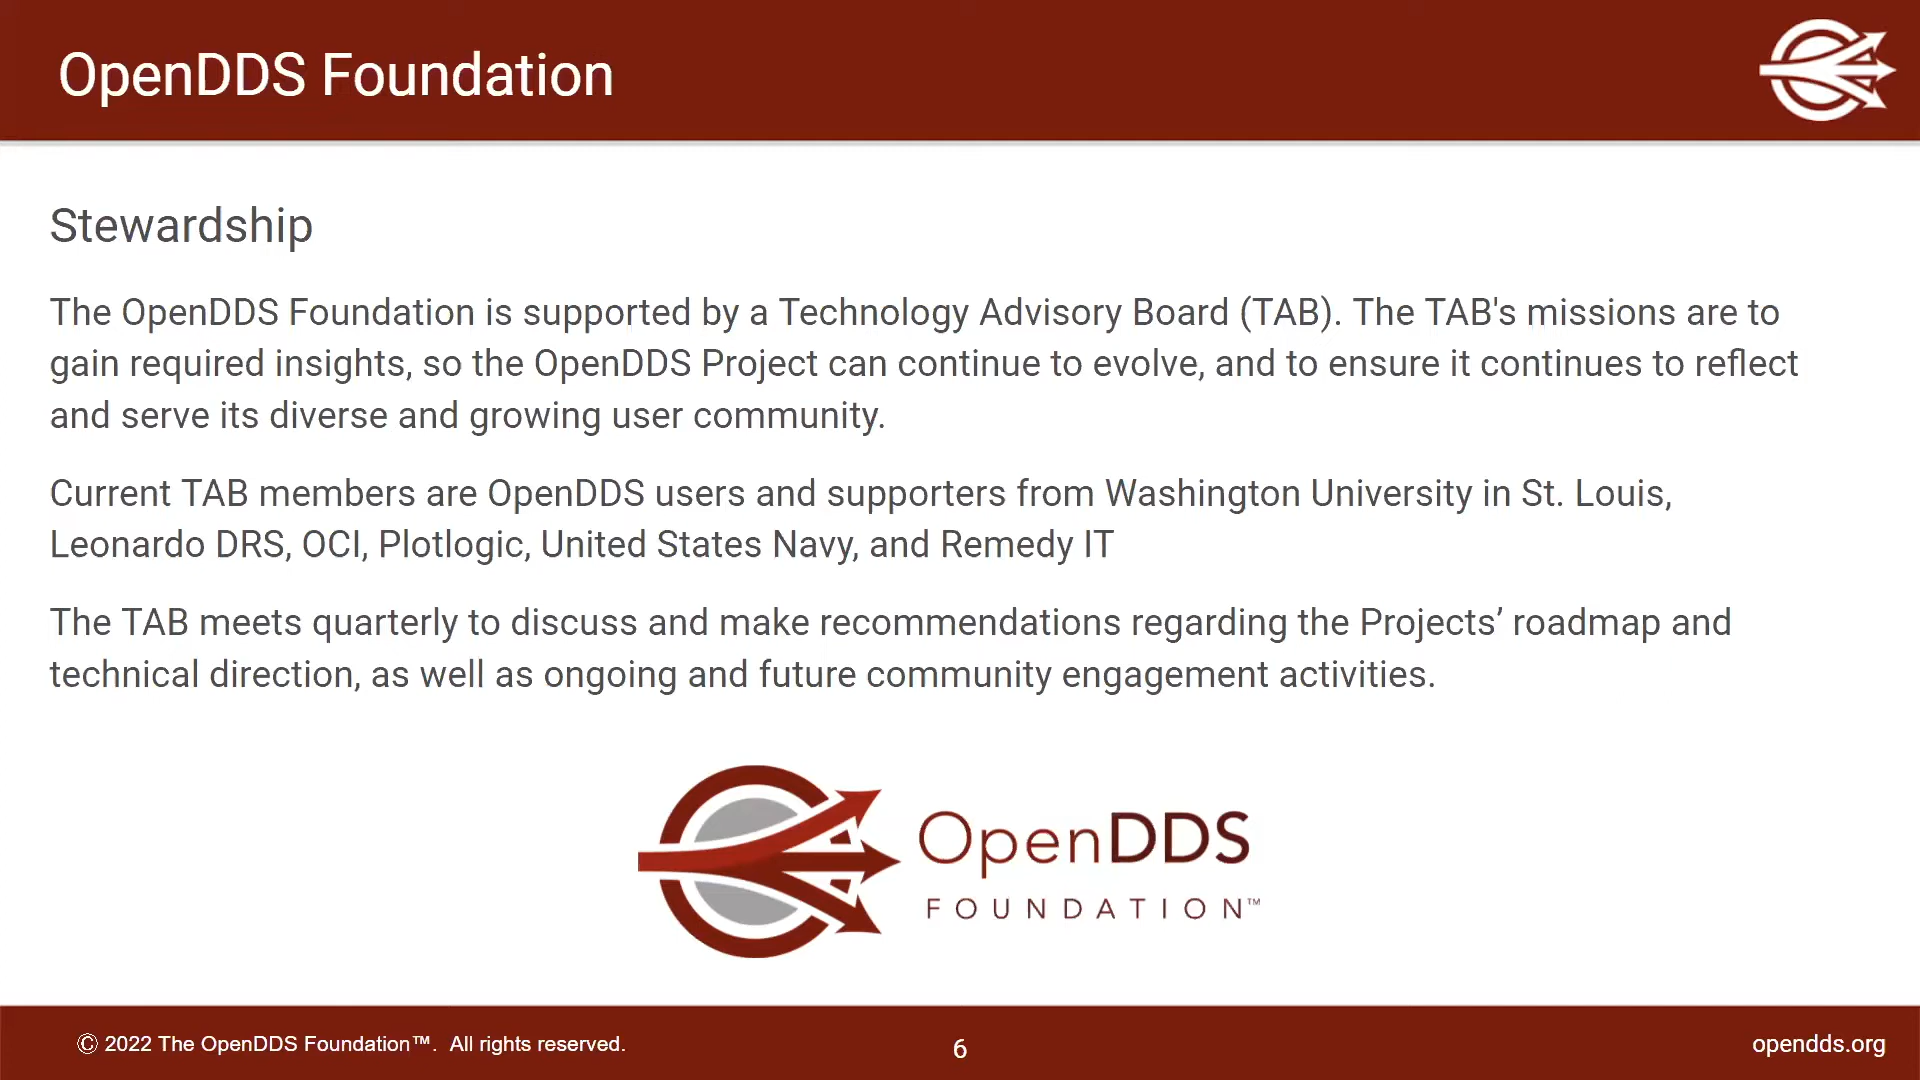 OpenDDS Foundation
Stewardship
The OpenDDS Foundation is supported by a Technology Advisory Board (TAB). The TAB's missions are to
gain required insights, so the OpenDDS Project can continue to evolve, and to ensure it continues to reflect
and serve its diverse and growing user community.
Current TAB members are OpenDDS users and supporters from Washington University in St. Louis,
Leonardo DRS, OCI, Plotlogic, United States Navy, and Remedy IT
The TAB meets quarterly to discuss and make recommendations regarding the Projects’ roadmap and
technical direction, as well as ongoing and future community engagement activities.
OpenDDS
FOUNDATION™
© 2022 The OpenDDS Foundation™. All rights reserved.
6
opendds.org